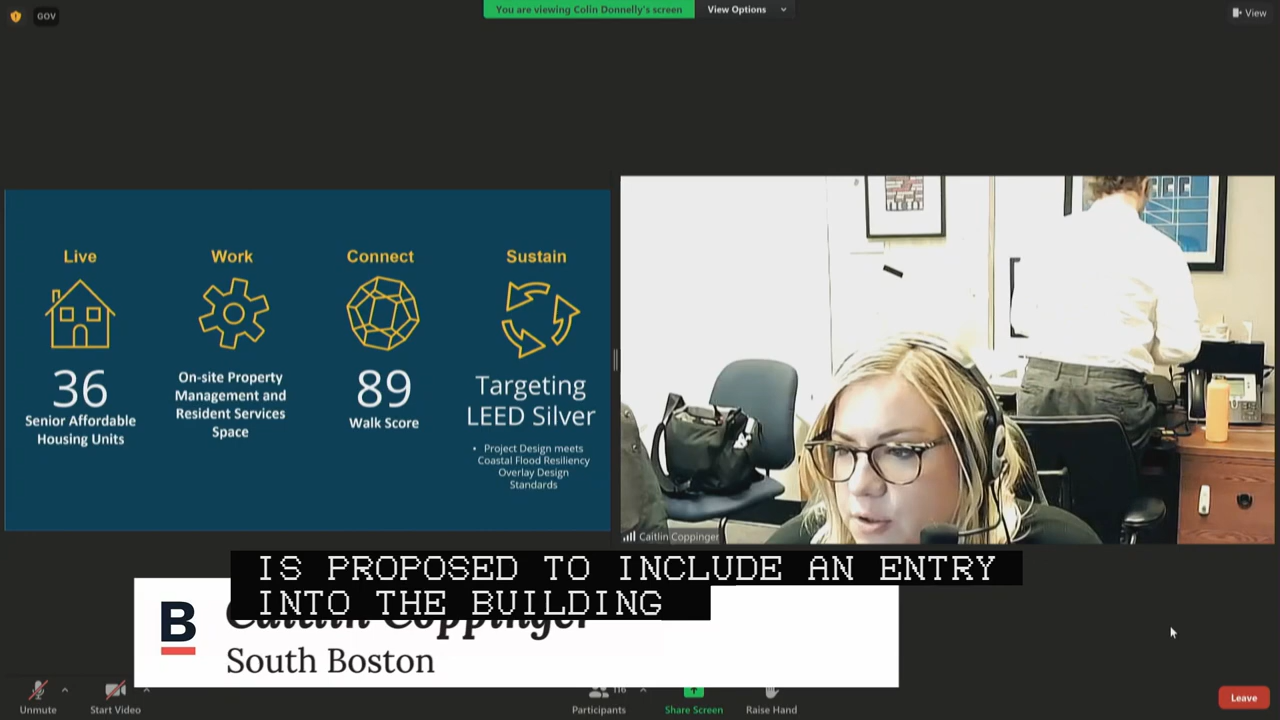 GOV
You are viewing Colin Donnelly's screen
View Options
View
Live
Work
Connect
Sustain
36
Senior Affordable
Housing Units
On-site Property
Management and
Resident Services
Space
89
Walk Score
Targeting
LEED Silver
• Project Design meets
Coastal Flood Resiliency
Overlay Design
Standards
Caitlin Coppinger
IS PROPOSED TO INCLUDE AN ENTRY
INTO THE BUILDING
B
Caitlin Coppinger
South Boston
Unmute
Start Video
116
Participants
Share Screen
Raise Hand
Leave